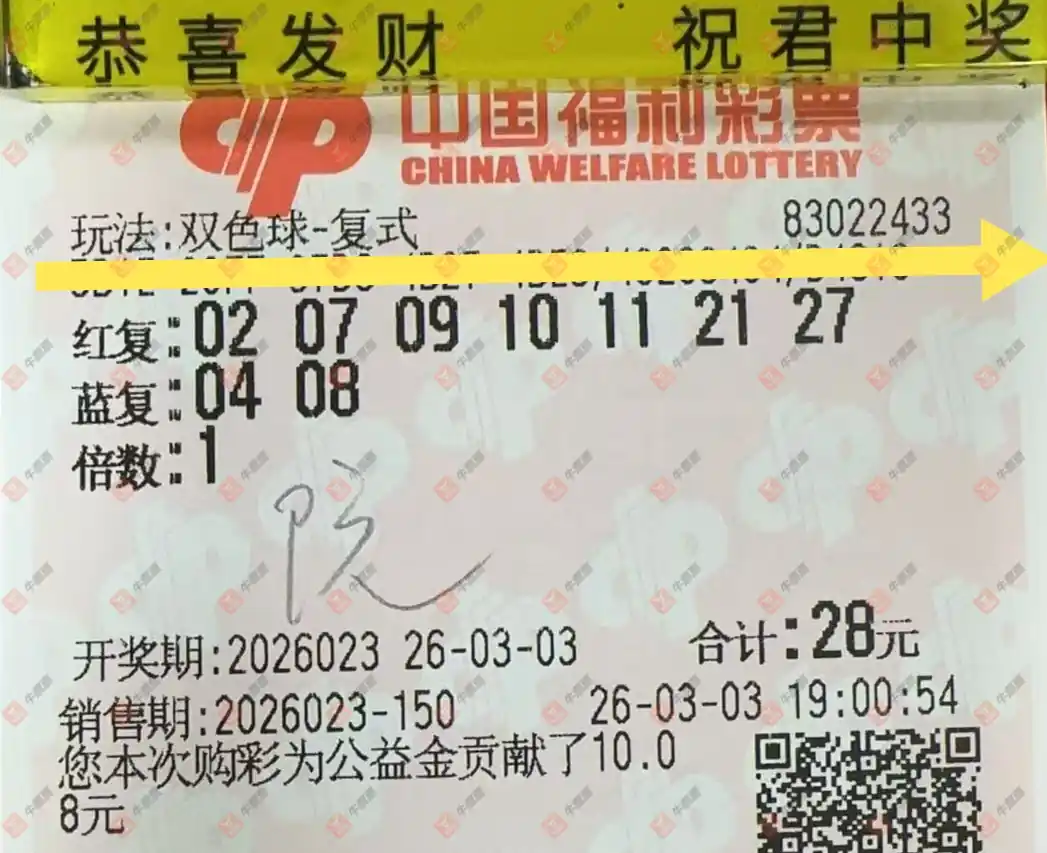 恭喜发财 祝君中奖
中国福利彩票
CHINA WELFARE LOTTERY
玩法:双色球-复式 83022433
红复:02 07 09 10 11 21 27
蓝复:04 08
倍数:1
院
开奖期:2026023 26-03-03 合计:28元
销售期:2026023-150 26-03-03 19:00:54
您本次购彩为公益金贡献了10.0
8元